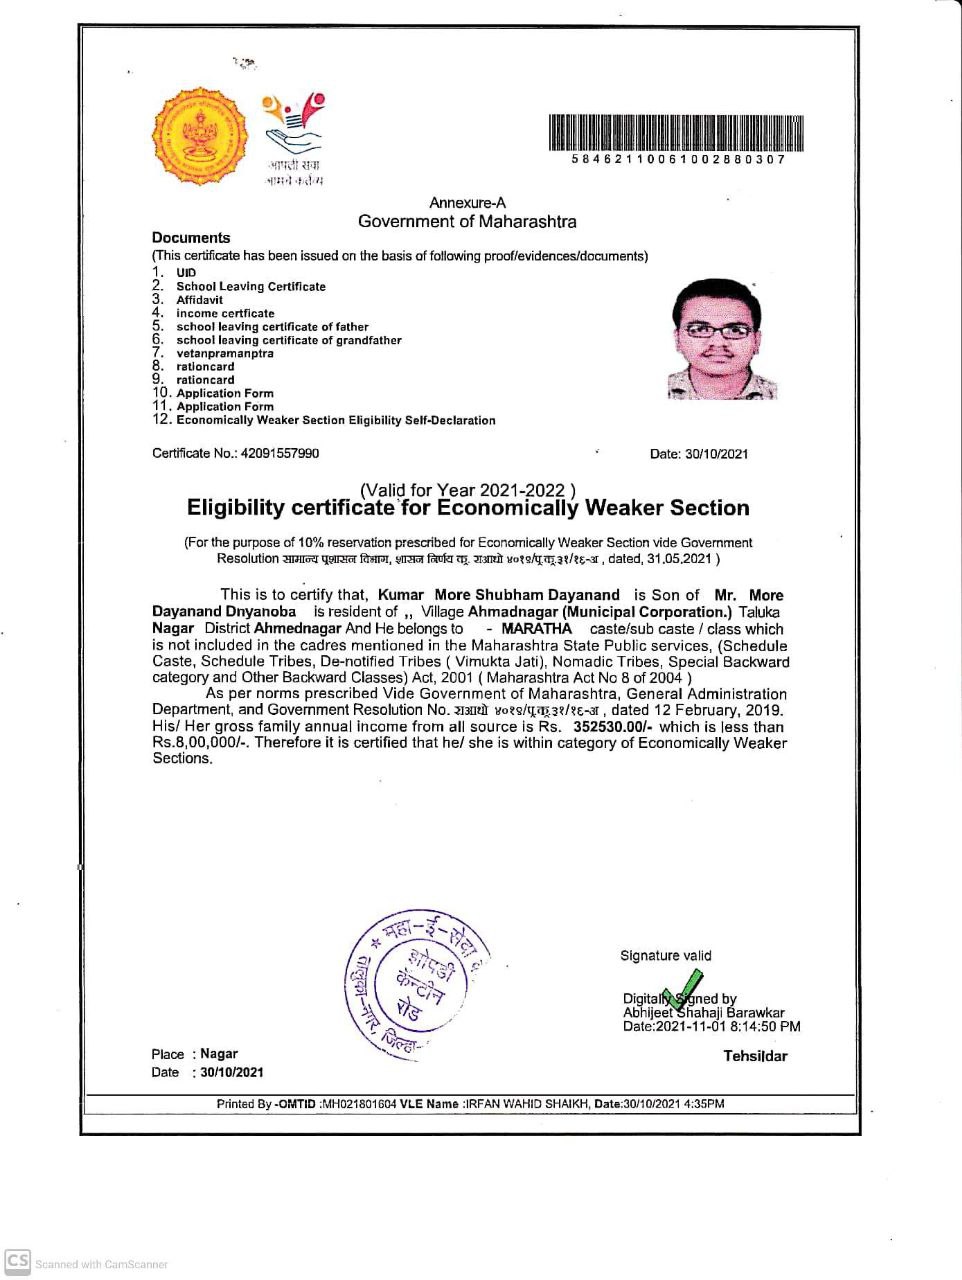 आपली सेवा
आमचे कर्तव्य
58462110061002880307
Annexure-A
Government of Maharashtra
Documents
(This certificate has been issued on the basis of following proof/evidences/documents)
1. UID
2. School Leaving Certificate
3. Affidavit
4. income certficate
5. school leaving certificate of father
6. school leaving certificate of grandfather
7. vetanpramanptra
8. rationcard
9. rationcard
10. Application Form
11. Application Form
12. Economically Weaker Section Eligibility Self-Declaration
Certificate No.: 42091557990 Date: 30/10/2021
(Valid for Year 2021-2022 )
Eligibility certificate for Economically Weaker Section
(For the purpose of 10% reservation prescribed for Economically Weaker Section vide Government
Resolution सामान्य प्रशासन विभाग, शासन निर्णय क्र. राआधो ४०१९/प्र.क्र.३१/१६-अ , dated, 31.05.2021 )
This is to certify that, Kumar More Shubham Dayanand is Son of Mr. More
Dayanand Dnyanoba is resident of ,, Village Ahmadnagar (Municipal Corporation.) Taluka
Nagar District Ahmednagar And He belongs to - MARATHA caste/sub caste / class which
is not included in the cadres mentioned in the Maharashtra State Public services, (Schedule
Caste, Schedule Tribes, De-notified Tribes ( Vimukta Jati), Nomadic Tribes, Special Backward
category and Other Backward Classes) Act, 2001 ( Maharashtra Act No 8 of 2004 )
As per norms prescribed Vide Government of Maharashtra, General Administration
Department, and Government Resolution No. राआधो ४०१९/प्र.क्र.३१/१६-अ , dated 12 February, 2019.
His/ Her gross family annual income from all source is Rs. 352530.00/- which is less than
Rs.8,00,000/-. Therefore it is certified that he/ she is within category of Economically Weaker
Sections.
महा-ई-सेवा
झोपडी
कॅन्टीन
रोड
तालुका-नगर, जिल्हा-
Signature valid
Digitally Signed by
Abhijeet Shahaji Barawkar
Date:2021-11-01 8:14:50 PM
Tehsildar
Place : Nagar
Date : 30/10/2021
Printed By -OMTID :MH021801604 VLE Name :IRFAN WAHID SHAIKH, Date:30/10/2021 4:35PM
CS Scanned with CamScanner